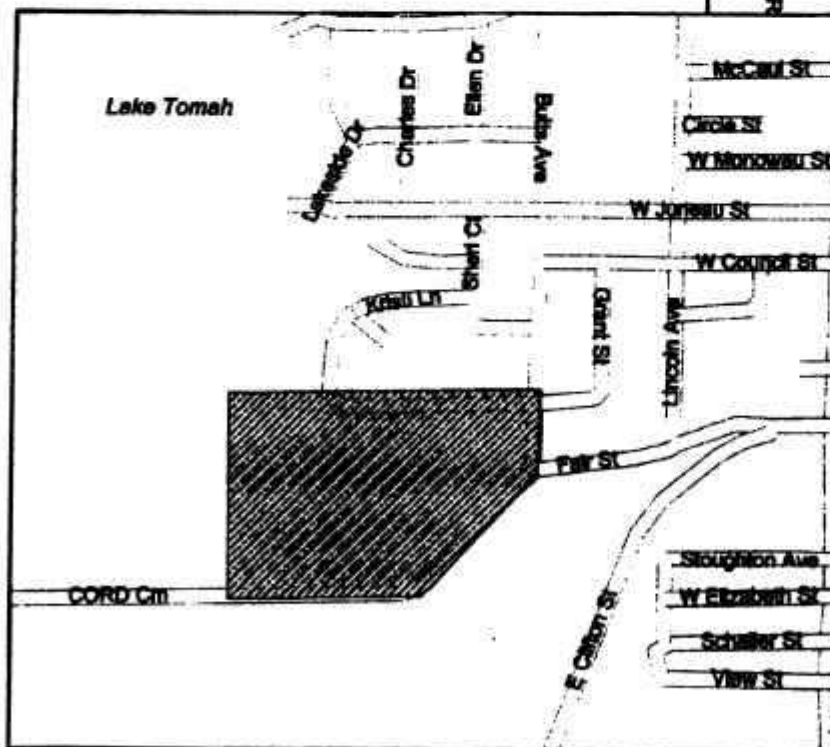 R
McCaul St
Lake Tomah
Charles Dr
Ellen Dr
Butts Ave
Circle St
Lakeside Dr
W Monowau St
W Juneau St
Sheri Ct
W Council St
Kristi Ln
Grant St
Lincoln Ave
Fair St
Stoughton Ave
CORD Cm
W Elizabeth St
E Clifton St
Schaller St
View St